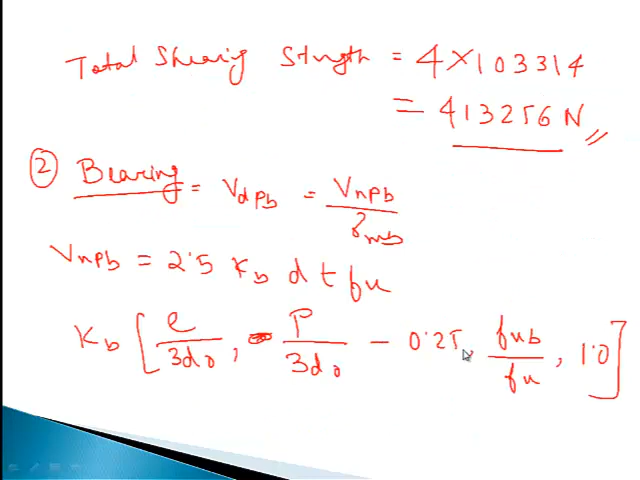 Total Shearing Strngth = 4 × 103314
= 413256 N //
② Bearing = Vdpb = Vnpb / γmb
Vnpb = 2.5 Kb d t fu
Kb [ e / 3d0 , P / 3d0 - 0.25, fub / fu , 1.0 ]